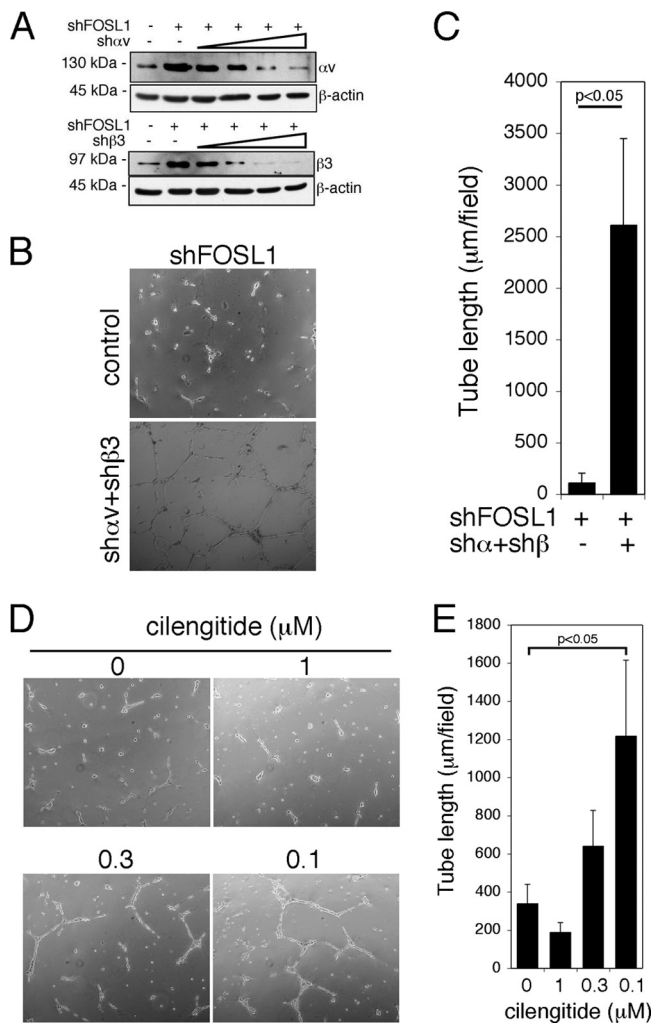 A
shFOSL1 - + + + + +
shαv - -
130 kDa - αv
45 kDa - β-actin
shFOSL1 - + + + + +
shβ3 - -
97 kDa - β3
45 kDa - β-actin
B
shFOSL1
control
shαv+shβ3
C
p<0.05
Tube length (μm/field)
4000
3500
3000
2500
2000
1500
1000
500
0
shFOSL1 + +
shα+shβ - +
D
cilengitide (μM)
0 1
0.3 0.1
E
p<0.05
Tube length (μm/field)
1800
1600
1400
1200
1000
800
600
400
200
0
0 1 0.3 0.1
cilengitide (μM)